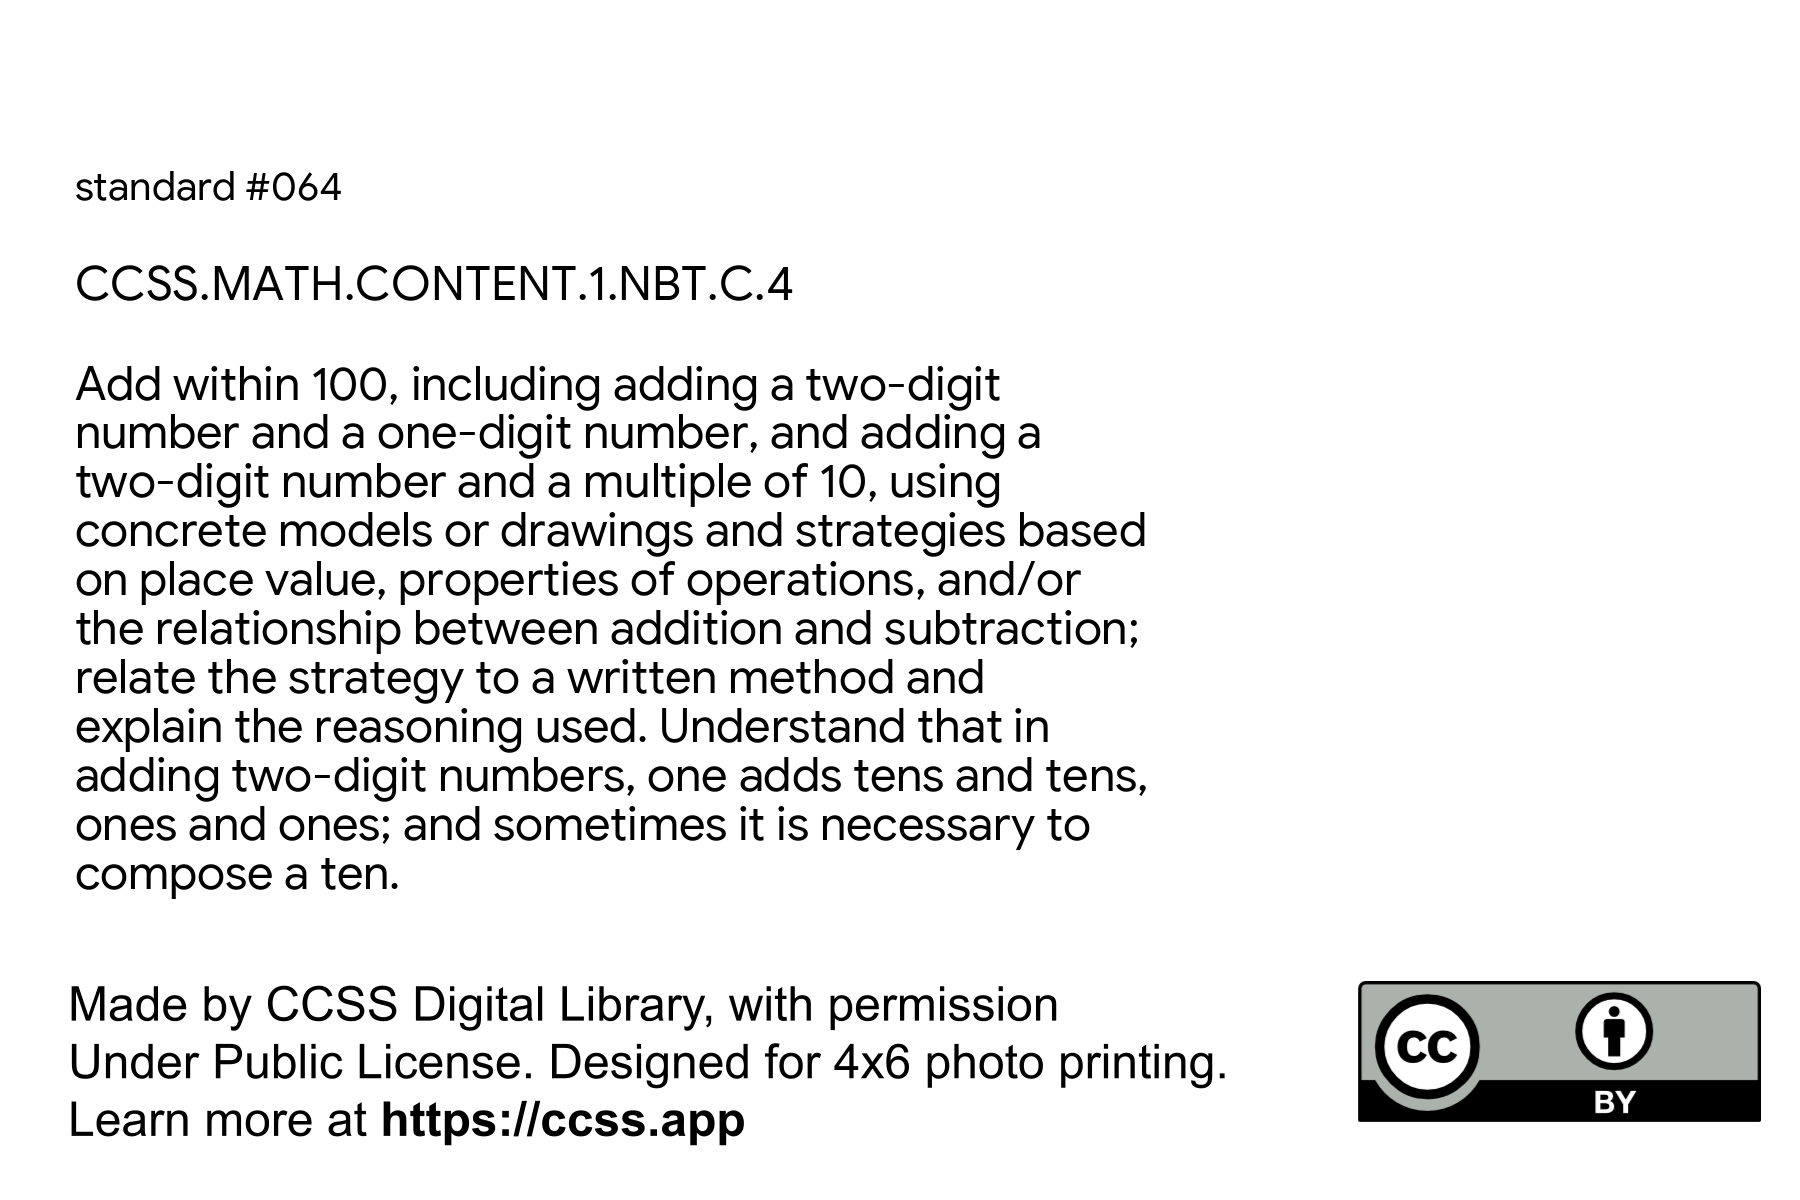 standard #064
CCSS.MATH.CONTENT.1.NBT.C.4
Add within 100, including adding a two-digit
number and a one-digit number, and adding a
two-digit number and a multiple of 10, using
concrete models or drawings and strategies based
on place value, properties of operations, and/or
the relationship between addition and subtraction;
relate the strategy to a written method and
explain the reasoning used. Understand that in
adding two-digit numbers, one adds tens and tens,
ones and ones; and sometimes it is necessary to
compose a ten.
Made by CCSS Digital Library, with permission
Under Public License. Designed for 4x6 photo printing.
Learn more at https://ccss.app
cc
BY